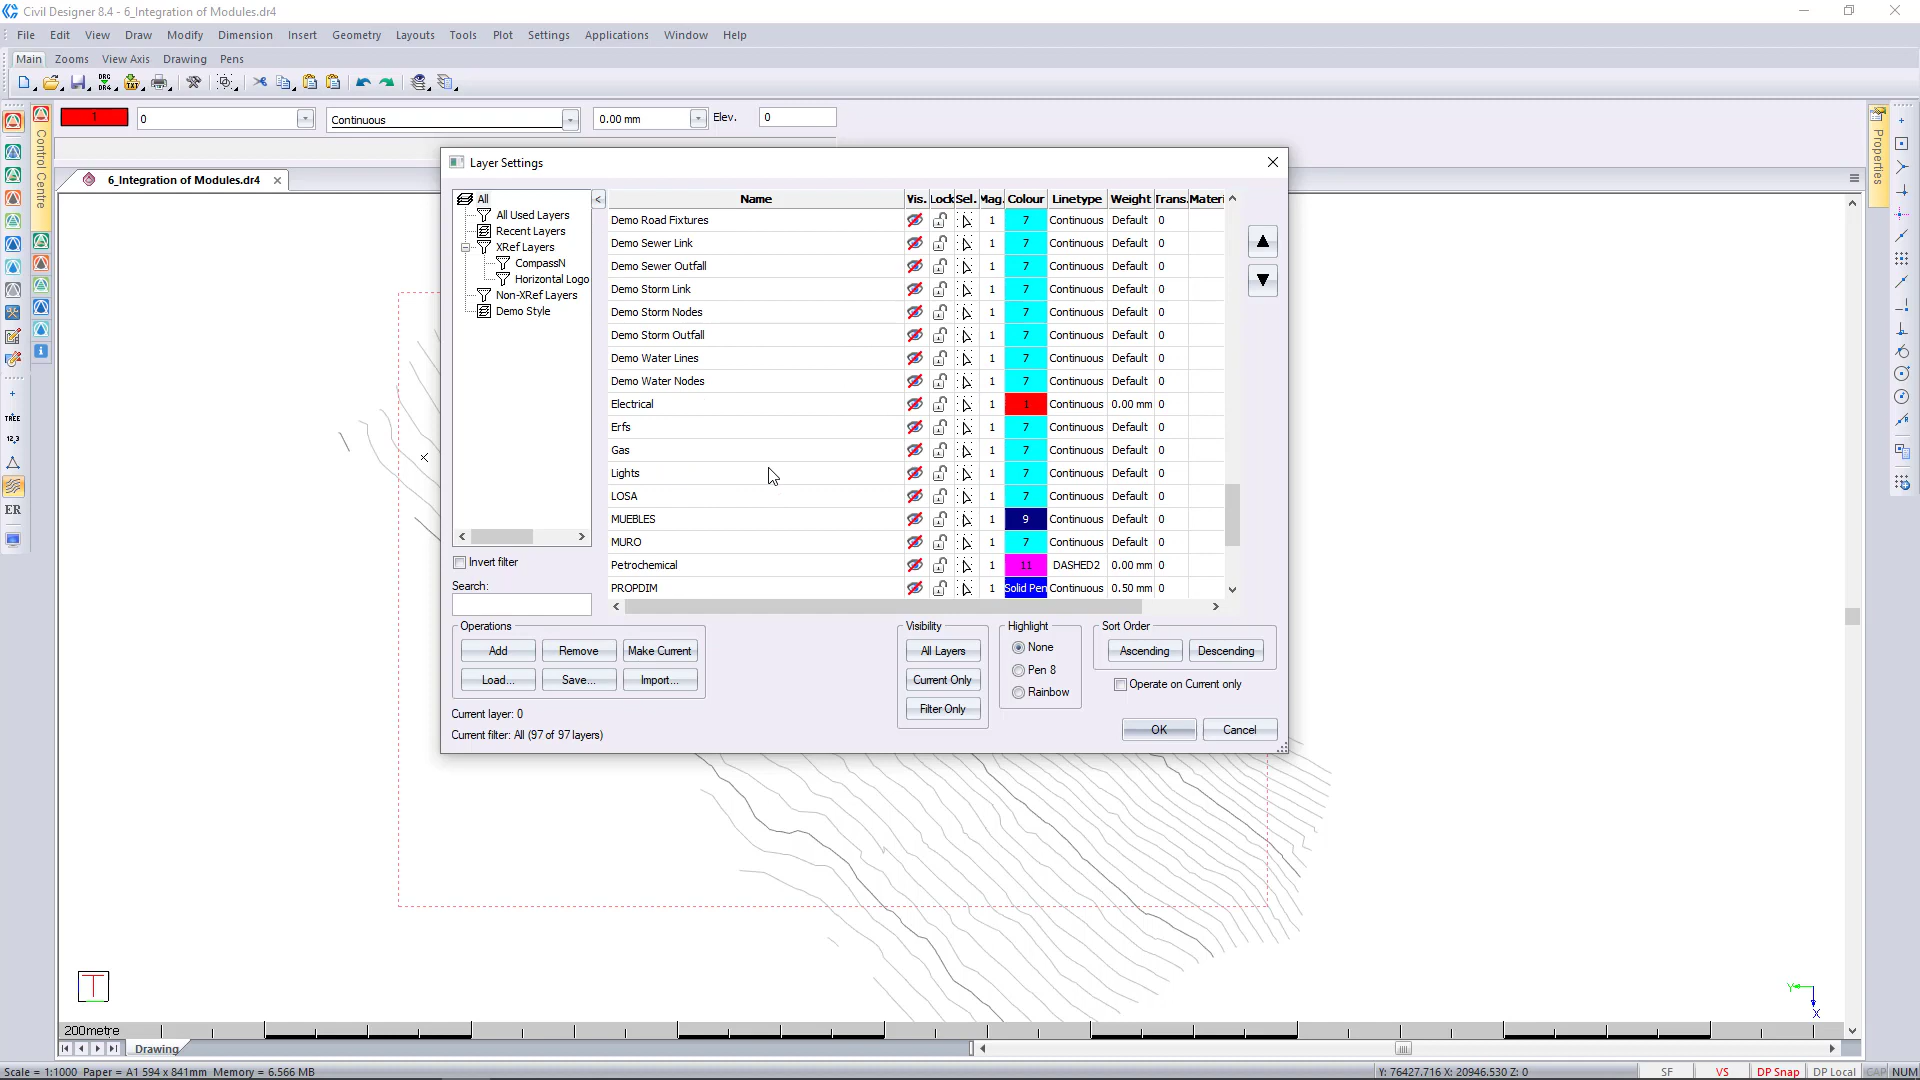 Civil Designer 8.4 - 6_Integration of Modules.dr4
File Edit View Draw Modify Dimension Insert Geometry Layouts Tools Plot Settings Applications Window Help
Main Zooms View Axis Drawing Pens
1 0 Continuous 0.00 mm Elev. 0
Control Centre
Properties
6_Integration of Modules.dr4
Layer Settings
All
All Used Layers
Recent Layers
XRef Layers
CompassN
Horizontal Logo
Non-XRef Layers
Demo Style
Name Vis. Lock Sel. Mag. Colour Linetype Weight Trans. Materi
Demo Road Fixtures 1 7 Continuous Default 0
Demo Sewer Link 1 7 Continuous Default 0
Demo Sewer Outfall 1 7 Continuous Default 0
Demo Storm Link 1 7 Continuous Default 0
Demo Storm Nodes 1 7 Continuous Default 0
Demo Storm Outfall 1 7 Continuous Default 0
Demo Water Lines 1 7 Continuous Default 0
Demo Water Nodes 1 7 Continuous Default 0
Electrical 1 1 Continuous 0.00 mm 0
Erfs 1 7 Continuous Default 0
Gas 1 7 Continuous Default 0
Lights 1 7 Continuous Default 0
LOSA 1 7 Continuous Default 0
MUEBLES 1 9 Continuous Default 0
MURO 1 7 Continuous Default 0
Petrochemical 1 11 DASHED2 0.00 mm 0
PROPDIM 1 Solid Pen Continuous 0.50 mm 0
Invert filter
Search:
Operations
Add Remove Make Current
Load... Save... Import...
Visibility
All Layers
Current Only
Filter Only
Highlight
None
Pen 8
Rainbow
Sort Order
Ascending Descending
Operate on Current only
Current layer: 0
Current filter: All (97 of 97 layers)
OK Cancel
TREE
12.3
ER
T
Y
X
200metre
Drawing
Scale = 1:1000 Paper = A1 594 x 841mm Memory = 6.566 MB
Y: 76427.716 X: 20946.530 Z: 0 SF VS DP Snap DP Local CAP NUM